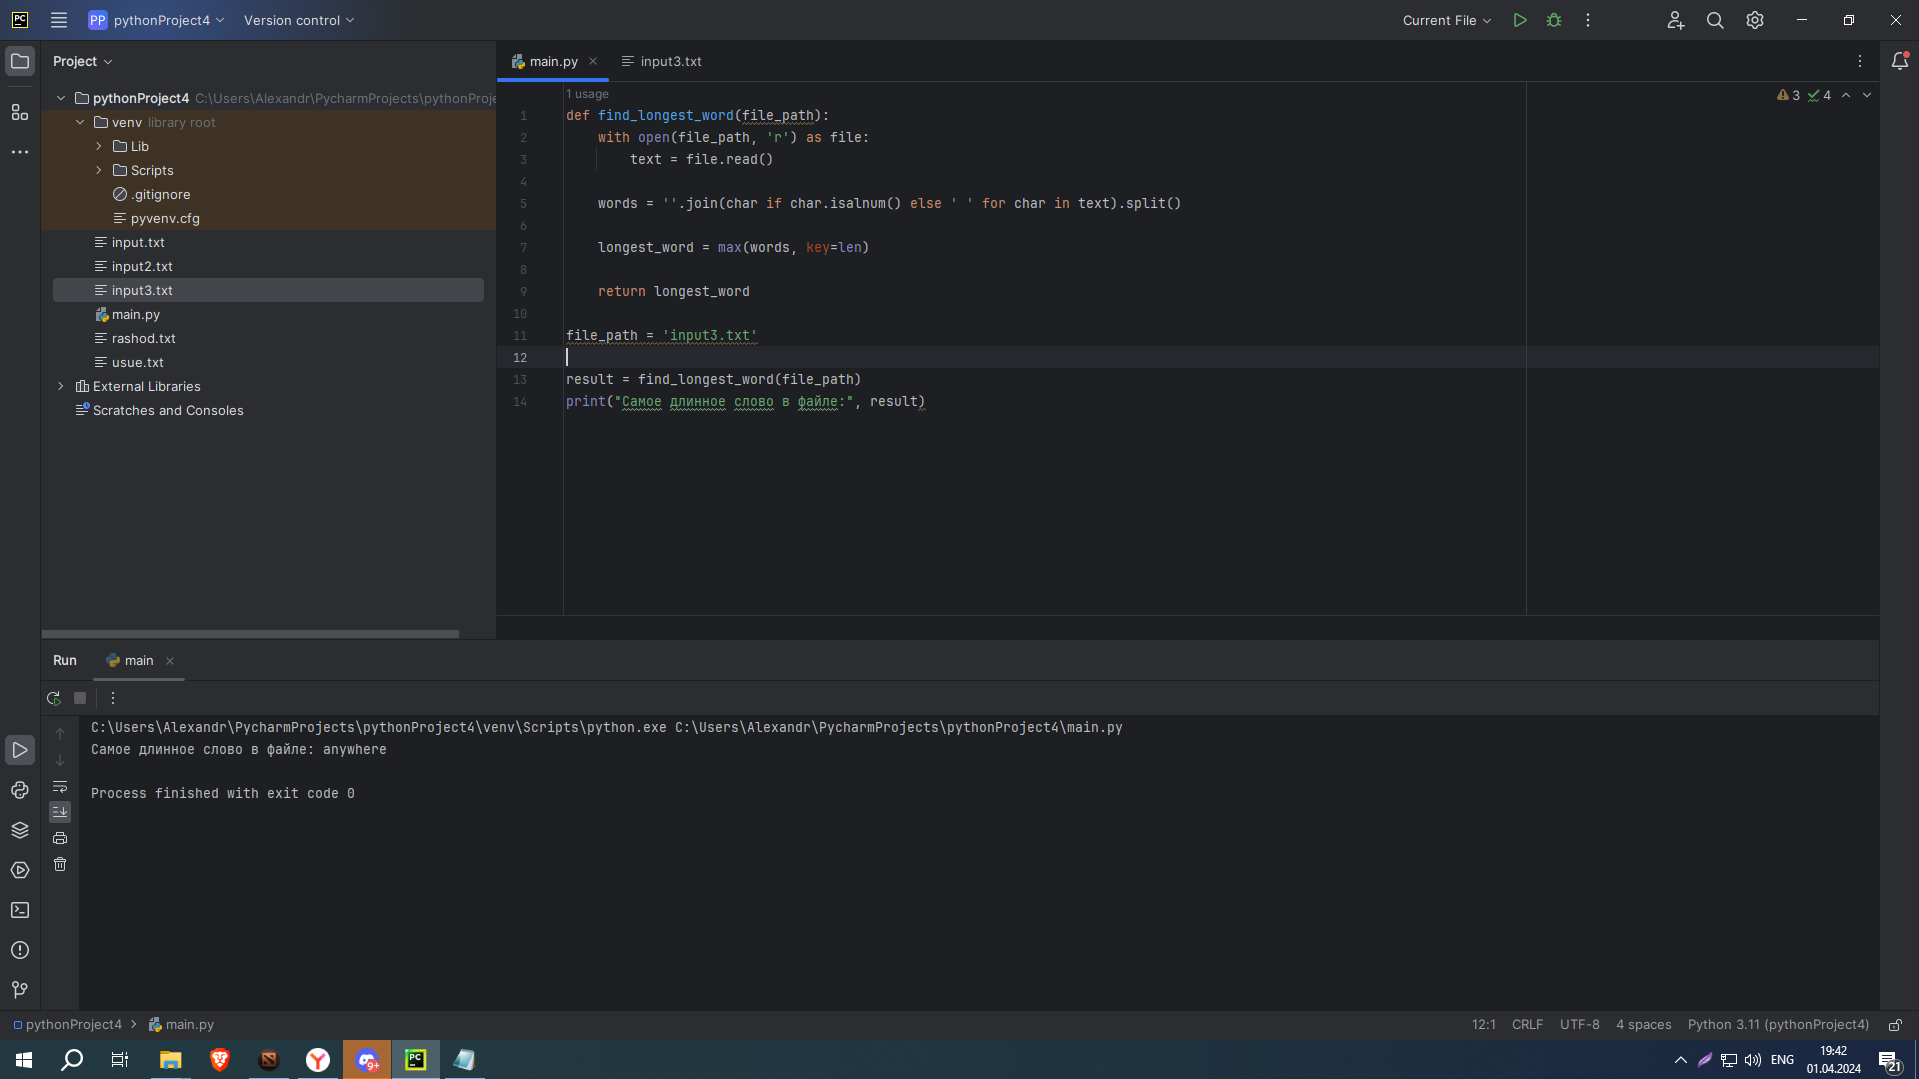 PC
PP pythonProject4 Version control Current File
Project
main.py
input3.txt
pythonProject4 C:\Users\Alexandr\PycharmProjects\pythonProje
venv library root
Lib
Scripts
.gitignore
pyvenv.cfg
input.txt
input2.txt
input3.txt
main.py
rashod.txt
usue.txt
External Libraries
Scratches and Consoles
1 usage
3 4
1 def find_longest_word(file_path):
2 with open(file_path, 'r') as file:
3 text = file.read()
4
5 words = ''.join(char if char.isalnum() else ' ' for char in text).split()
6
7 longest_word = max(words, key=len)
8
9 return longest_word
10
11 file_path = 'input3.txt'
12
13 result = find_longest_word(file_path)
14 print("Самое длинное слово в файле:", result)
Run main
C:\Users\Alexandr\PycharmProjects\pythonProject4\venv\Scripts\python.exe C:\Users\Alexandr\PycharmProjects\pythonProject4\main.py
Самое длинное слово в файле: anywhere
Process finished with exit code 0
pythonProject4 main.py 12:1 CRLF UTF-8 4 spaces Python 3.11 (pythonProject4)
9+
PC
ENG
19:42
01.04.2024
21